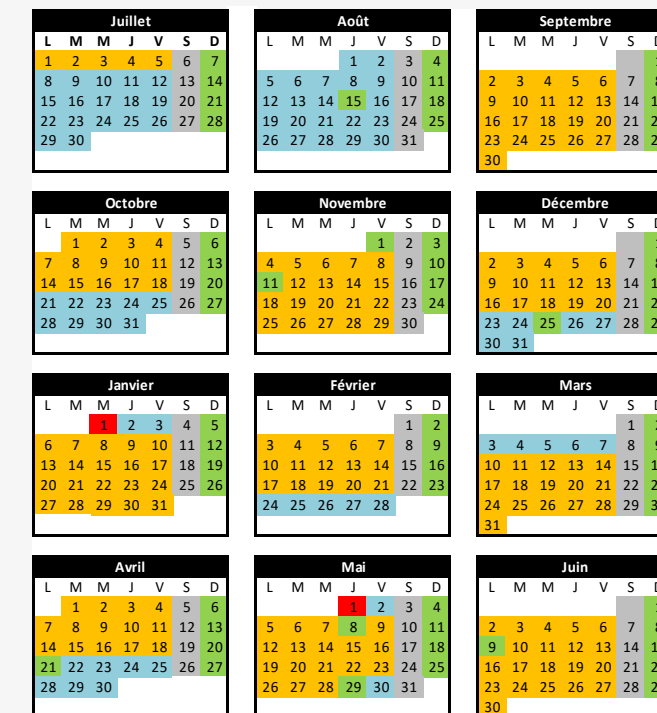 Juillet
L M M J V S D
1 2 3 4 5 6 7
8 9 10 11 12 13 14
15 16 17 18 19 20 21
22 23 24 25 26 27 28
29 30
Août
L M M J V S D
1 2 3 4
5 6 7 8 9 10 11
12 13 14 15 16 17 18
19 20 21 22 23 24 25
26 27 28 29 30 31
Septembre
L M M J V S D
2 3 4 5 6 7
9 10 11 12 13 14
16 17 18 19 20 21
23 24 25 26 27 28
30
Octobre
L M M J V S D
1 2 3 4 5 6
7 8 9 10 11 12 13
14 15 16 17 18 19 20
21 22 23 24 25 26 27
28 29 30 31
Novembre
L M M J V S D
1 2 3
4 5 6 7 8 9 10
11 12 13 14 15 16 17
18 19 20 21 22 23 24
25 26 27 28 29 30
Décembre
L M M J V S D
2 3 4 5 6 7
9 10 11 12 13 14
16 17 18 19 20 21
23 24 25 26 27 28
30 31
Janvier
L M M J V S D
1 2 3 4 5
6 7 8 9 10 11 12
13 14 15 16 17 18 19
20 21 22 23 24 25 26
27 28 29 30 31
Février
L M M J V S D
1 2
3 4 5 6 7 8 9
10 11 12 13 14 15 16
17 18 19 20 21 22 23
24 25 26 27 28
Mars
L M M J V S D
1
3 4 5 6 7 8
10 11 12 13 14 15
17 18 19 20 21 22
24 25 26 27 28 29
31
Avril
L M M J V S D
1 2 3 4 5 6
7 8 9 10 11 12 13
14 15 16 17 18 19 20
21 22 23 24 25 26 27
28 29 30
Mai
L M M J V S D
1 2 3 4
5 6 7 8 9 10 11
12 13 14 15 16 17 18
19 20 21 22 23 24 25
26 27 28 29 30 31
Juin
L M M J V S D
2 3 4 5 6 7
9 10 11 12 13 14
16 17 18 19 20 21
23 24 25 26 27 28
30